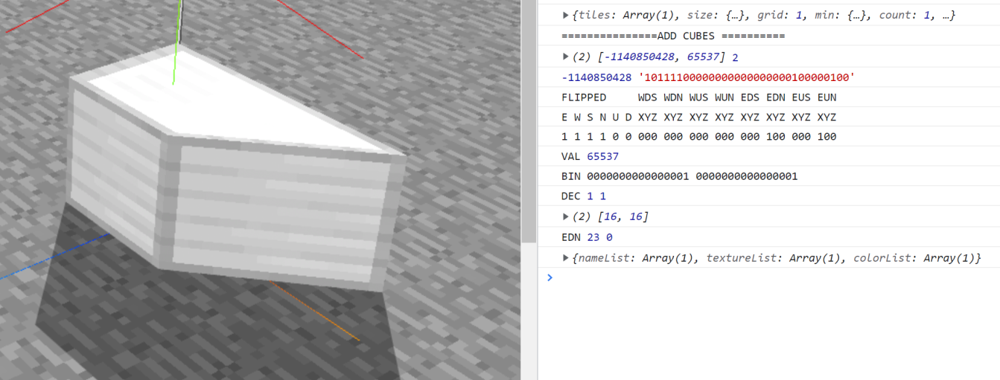 ▶{tiles: Array(1), size: {…}, grid: 1, min: {…}, count: 1, …}
===============ADD CUBES ==========
▶(2) [-1140850428, 65537] 2
-1140850428 '10111100000000000000000100000100'
FLIPPED     WDS WDN WUS WUN EDS EDN EUS EUN
E W S N U D XYZ XYZ XYZ XYZ XYZ XYZ XYZ XYZ
1 1 1 1 0 0 000 000 000 000 000 100 000 100
VAL 65537
BIN 0000000000000001 0000000000000001
DEC 1 1
▶(2) [16, 16]
EDN 23 0
▶{nameList: Array(1), textureList: Array(1), colorList: Array(1)}
>